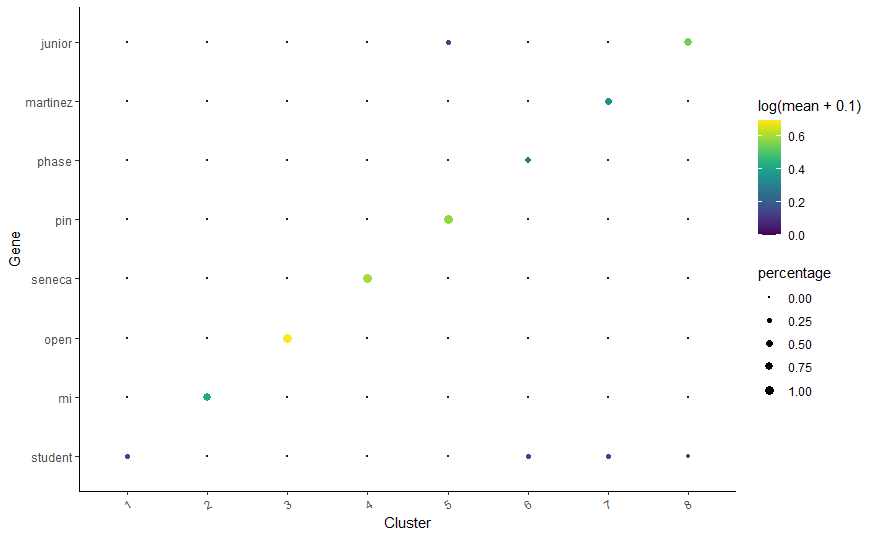 junior
martinez
phase
pin
seneca
open
mi
student
Gene
1 2 3 4 5 6 7 8
Cluster
log(mean + 0.1)
0.6
0.4
0.2
0.0
percentage
0.00
0.25
0.50
0.75
1.00